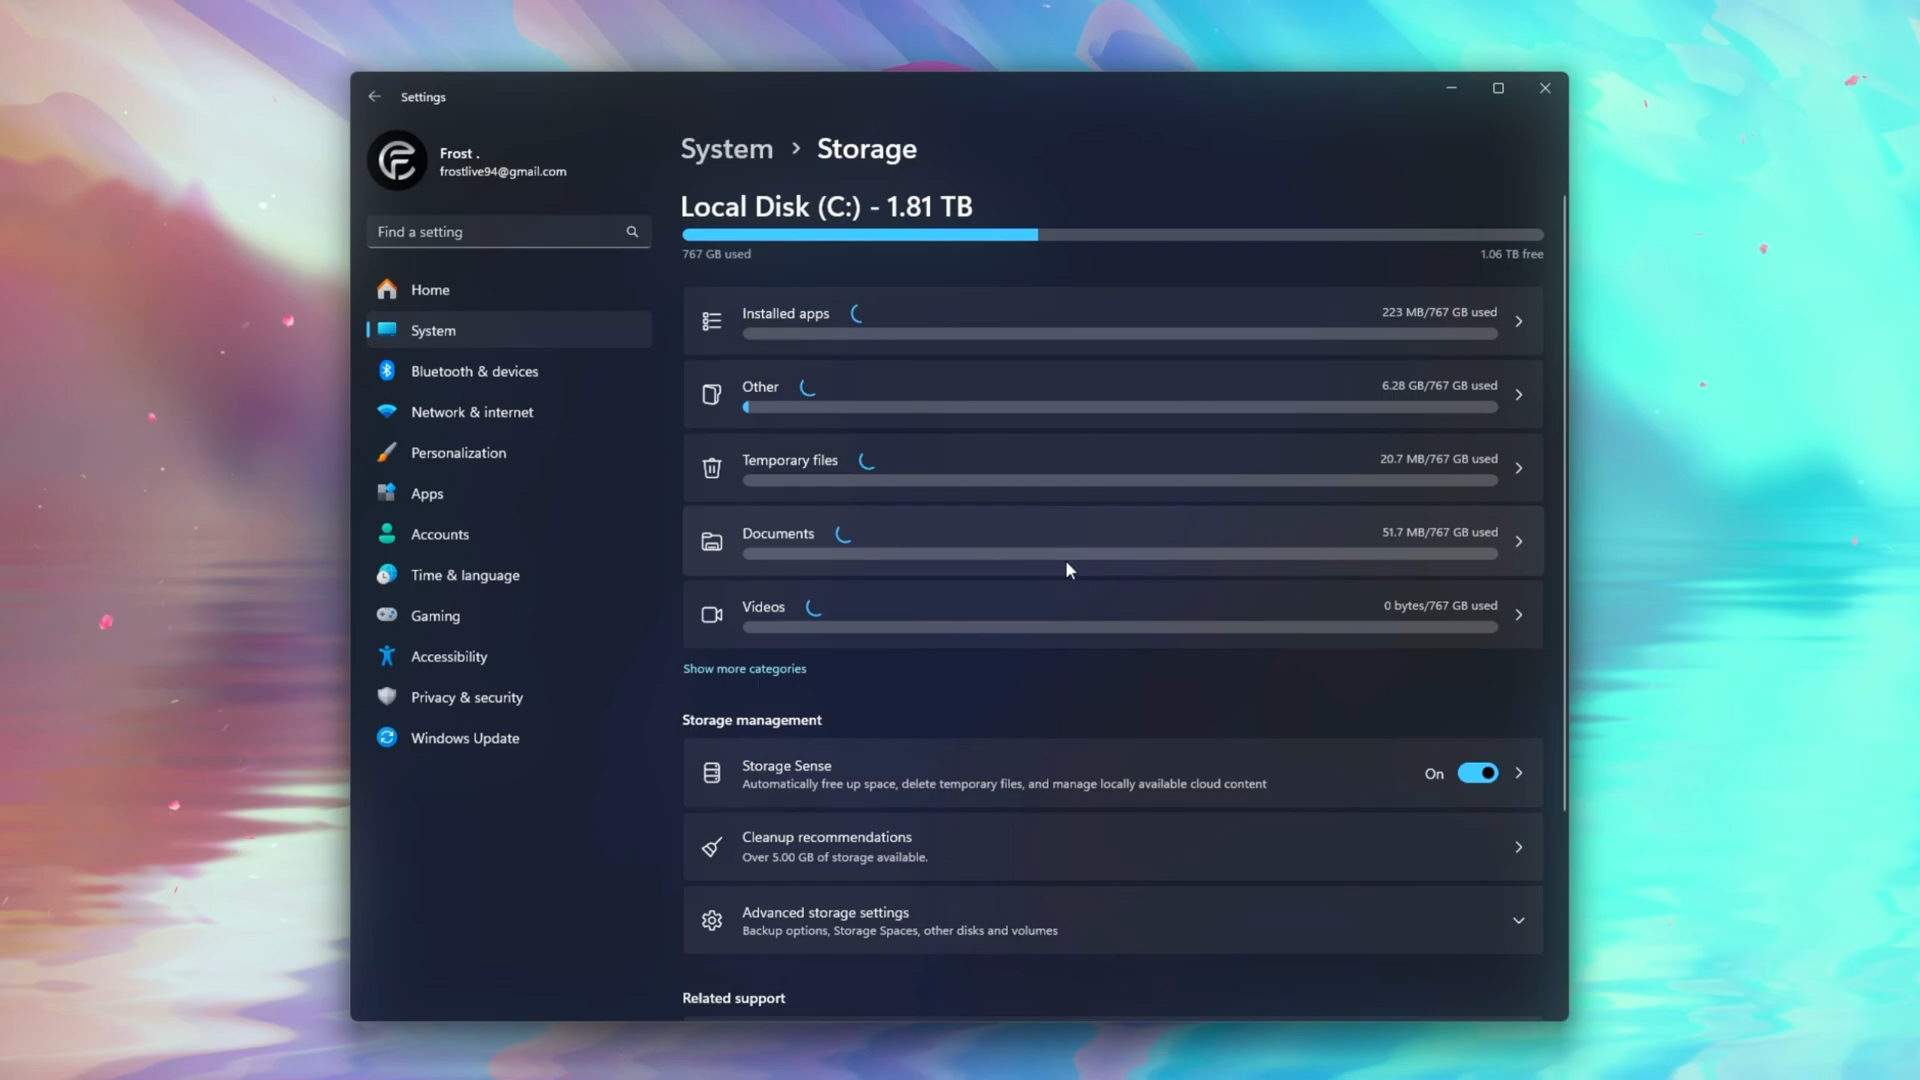 Settings
Frost .
frostlive94@gmail.com
Find a setting
Home
System
Bluetooth & devices
Network & internet
Personalization
Apps
Accounts
Time & language
Gaming
Accessibility
Privacy & security
Windows Update
System > Storage
Local Disk (C:) - 1.81 TB
767 GB used 1.06 TB free
Installed apps 223 MB/767 GB used
Other 6.28 GB/767 GB used
Temporary files 20.7 MB/767 GB used
Documents 51.7 MB/767 GB used
Videos 0 bytes/767 GB used
Show more categories
Storage management
Storage Sense
Automatically free up space, delete temporary files, and manage locally available cloud content
On
Cleanup recommendations
Over 5.00 GB of storage available.
Advanced storage settings
Backup options, Storage Spaces, other disks and volumes
Related support